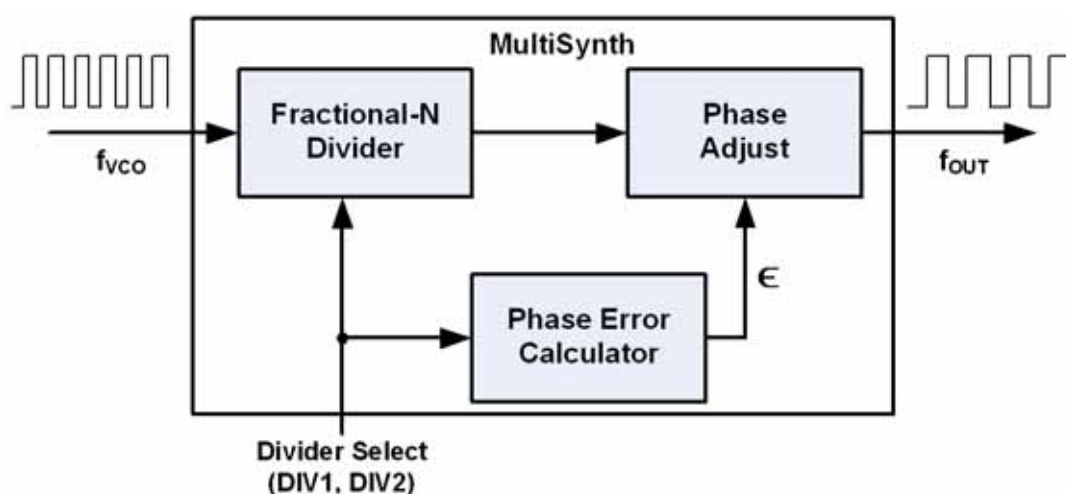 MultiSynth
Fractional-N
Divider
Phase
Adjust
fVCO
fOUT
ϵ
Phase Error
Calculator
Divider Select
(DIV1, DIV2)